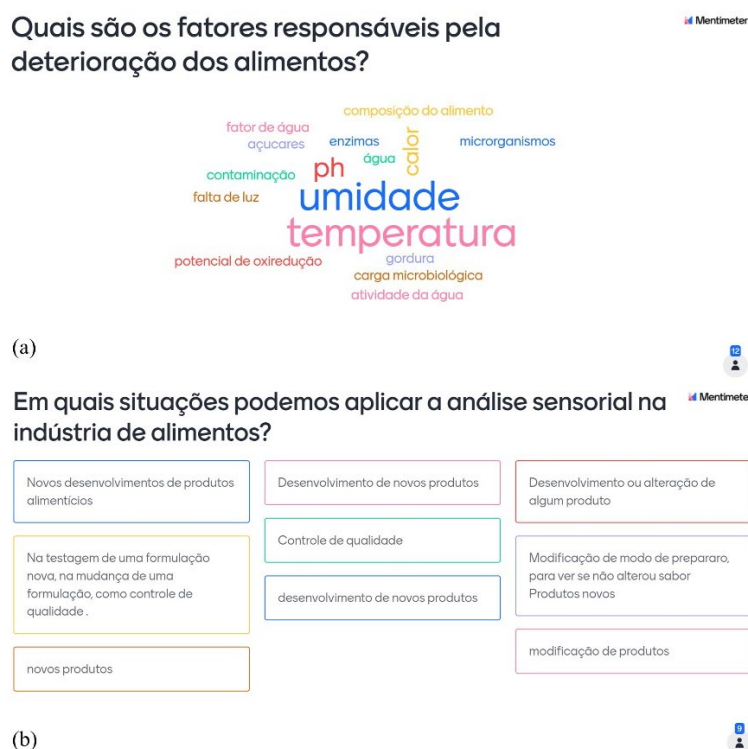 Quais são os fatores responsáveis pela
deterioração dos alimentos?
Mentimeter
composição do alimento
fator de água
açucares
enzimas
calor
microrganismos
água
contaminação
ph
falta de luz
umidade
temperatura
potencial de oxiredução
gordura
carga microbiológica
atividade da água
(a)
12
Em quais situações podemos aplicar a análise sensorial na
indústria de alimentos?
Mentimeter
Novos desenvolvimentos de produtos
alimentícios
Na testagem de uma formulação
nova, na mudança de uma
formulação, como controle de
qualidade .
novos produtos
Desenvolvimento de novos produtos
Controle de qualidade
desenvolvimento de novos produtos
Desenvolvimento ou alteração de
algum produto
Modificação de modo de prepararo,
para ver se não alterou sabor
Produtos novos
modificação de produtos
(b)
9